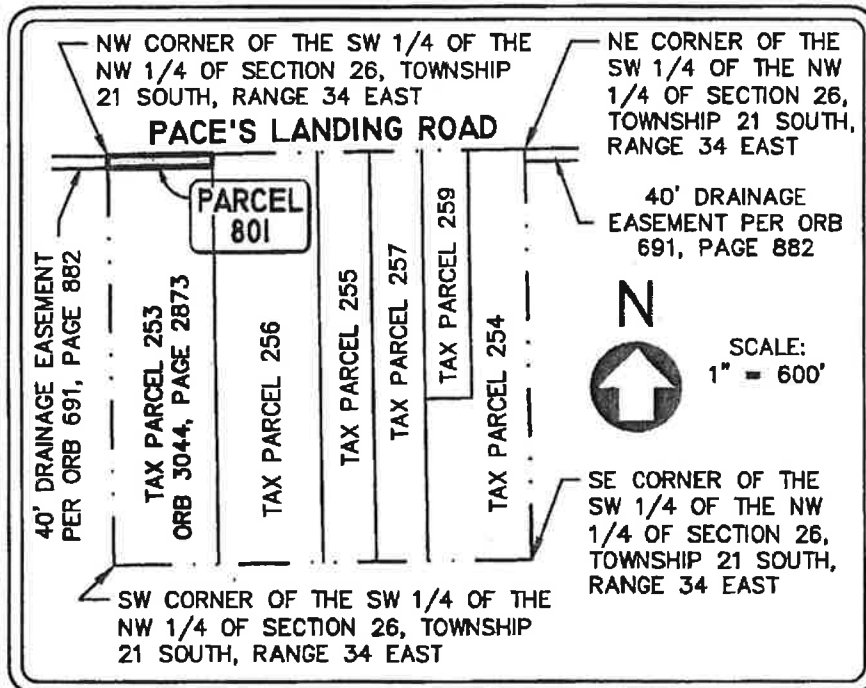 NW CORNER OF THE SW 1/4 OF THE
NW 1/4 OF SECTION 26, TOWNSHIP
21 SOUTH, RANGE 34 EAST
NE CORNER OF THE
SW 1/4 OF THE NW
1/4 OF SECTION 26,
TOWNSHIP 21 SOUTH,
RANGE 34 EAST
PACE'S LANDING ROAD
PARCEL
801
40' DRAINAGE
EASEMENT PER ORB
691, PAGE 882
40' DRAINAGE EASEMENT
PER ORB 691, PAGE 882
TAX PARCEL 253
ORB 3044, PAGE 2873
TAX PARCEL 256
TAX PARCEL 255
TAX PARCEL 257
TAX PARCEL 259
TAX PARCEL 254
N
SCALE:
1" = 600'
SE CORNER OF THE
SW 1/4 OF THE NW
1/4 OF SECTION 26,
TOWNSHIP 21 SOUTH,
RANGE 34 EAST
SW CORNER OF THE SW 1/4 OF THE
NW 1/4 OF SECTION 26, TOWNSHIP
21 SOUTH, RANGE 34 EAST